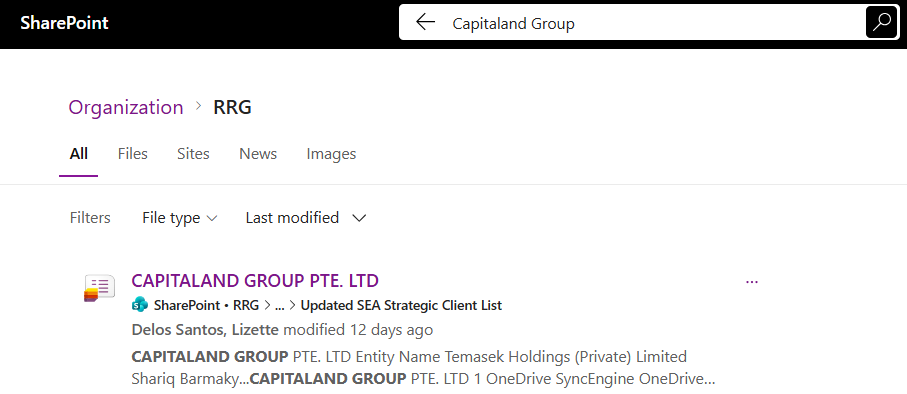 SharePoint
Capitaland Group
Organization > RRG
All Files Sites News Images
Filters File type Last modified
CAPITALAND GROUP PTE. LTD ...
SharePoint • RRG > ... > Updated SEA Strategic Client List
Delos Santos, Lizette modified 12 days ago
CAPITALAND GROUP PTE. LTD Entity Name Temasek Holdings (Private) Limited
Shariq Barmaky...CAPITALAND GROUP PTE. LTD 1 OneDrive SyncEngine OneDrive...